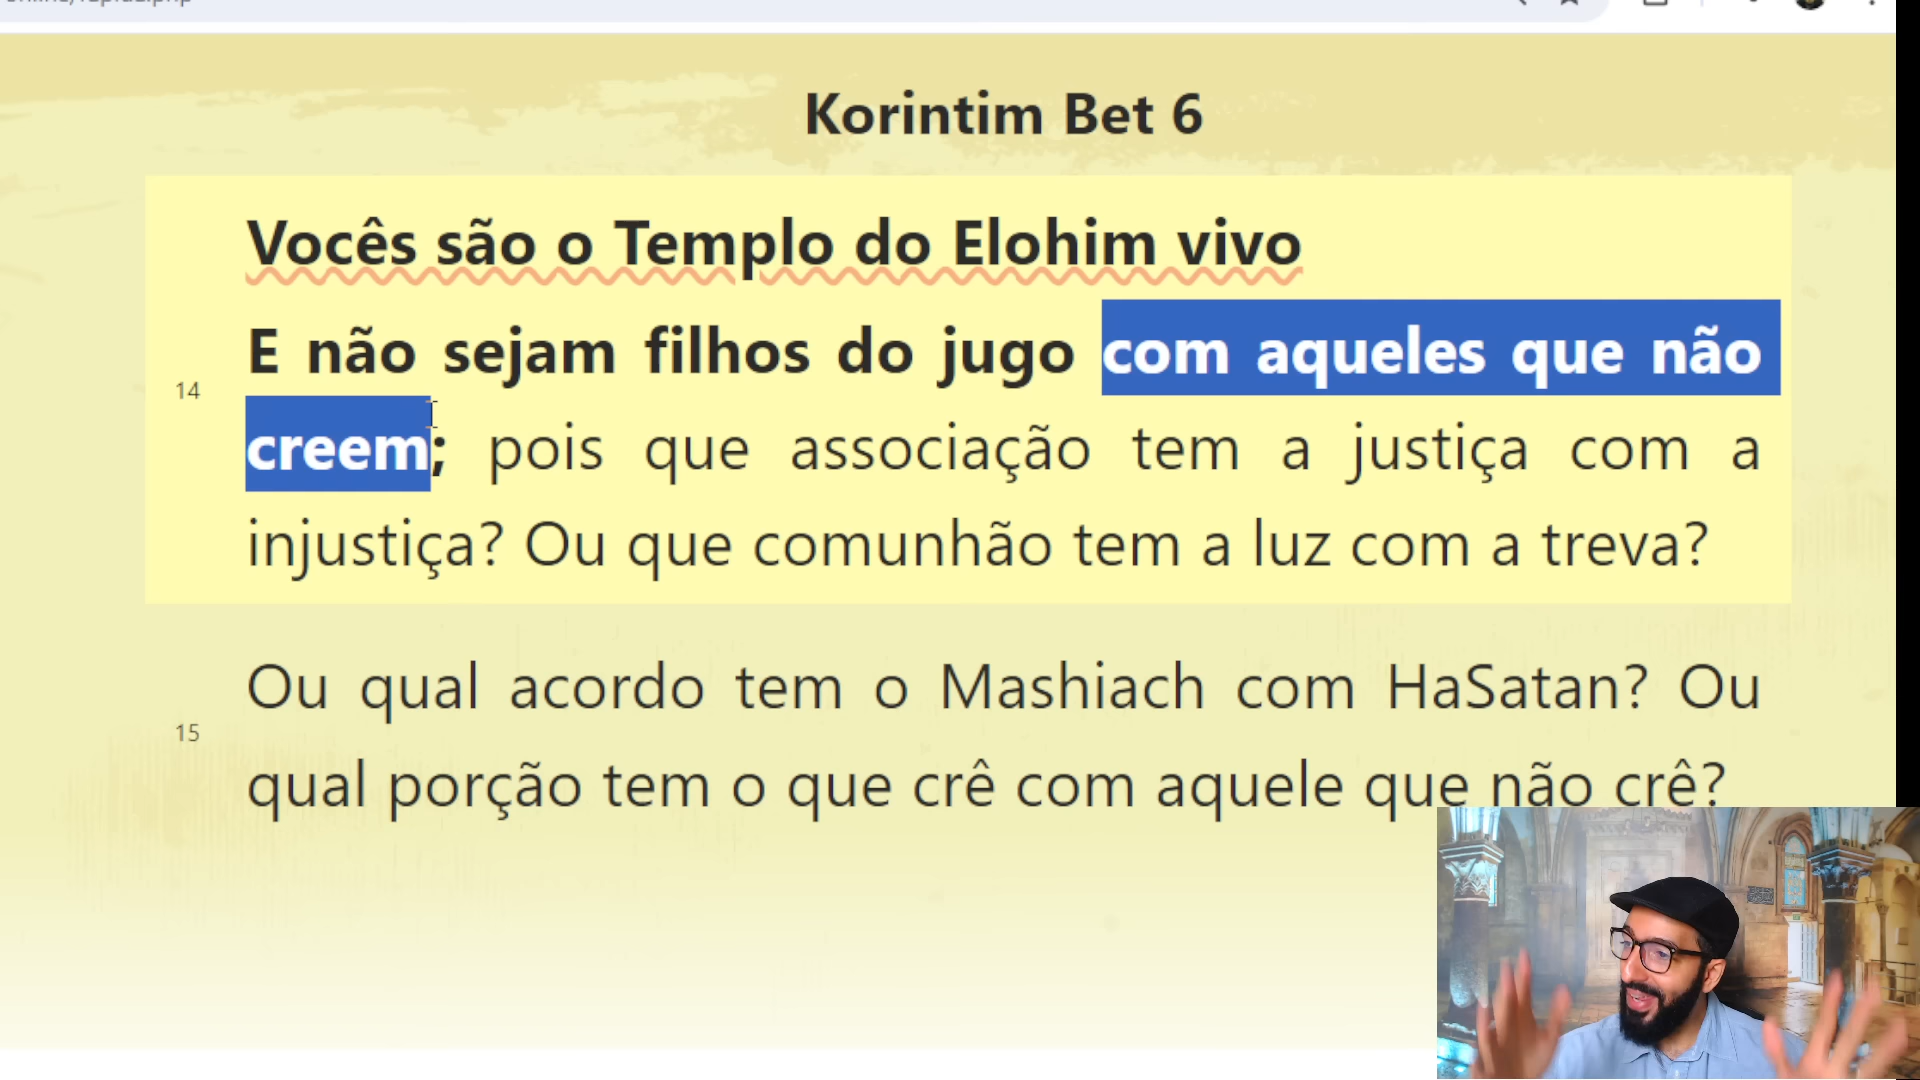 Korintim Bet 6
Vocês são o Templo do Elohim vivo
E não sejam filhos do jugo com aqueles que não
14
creem; pois que associação tem a justiça com a
injustiça? Ou que comunhão tem a luz com a treva?
Ou qual acordo tem o Mashiach com HaSatan? Ou
15
qual porção tem o que crê com aquele que não crê?